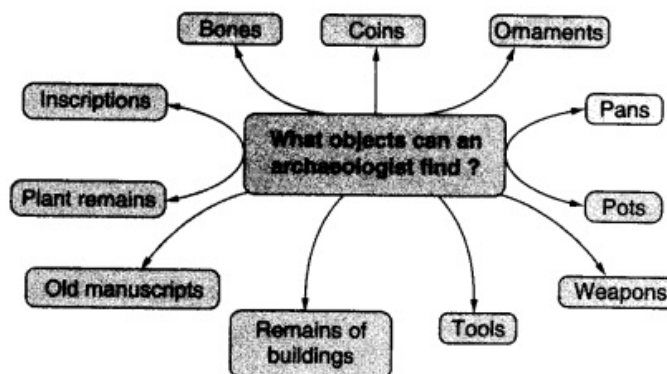 Bones
Coins
Ornaments
Inscriptions
What objects can an
archaeologist find ?
Pans
Plant remains
Pots
Old manuscripts
Weapons
Remains of
buildings
Tools